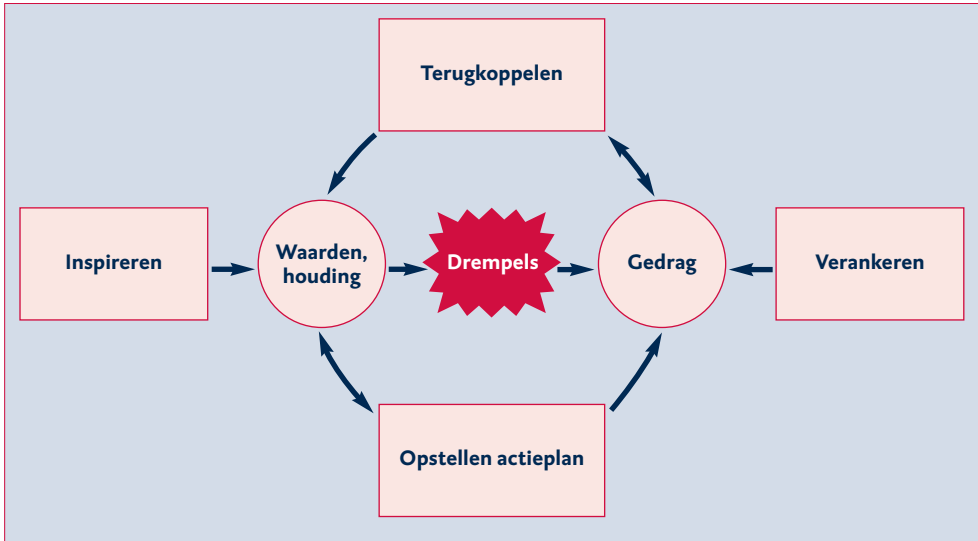 Terugkoppelen
Inspireren
Waarden,
houding
Drempels
Gedrag
Verankeren
Opstellen actieplan